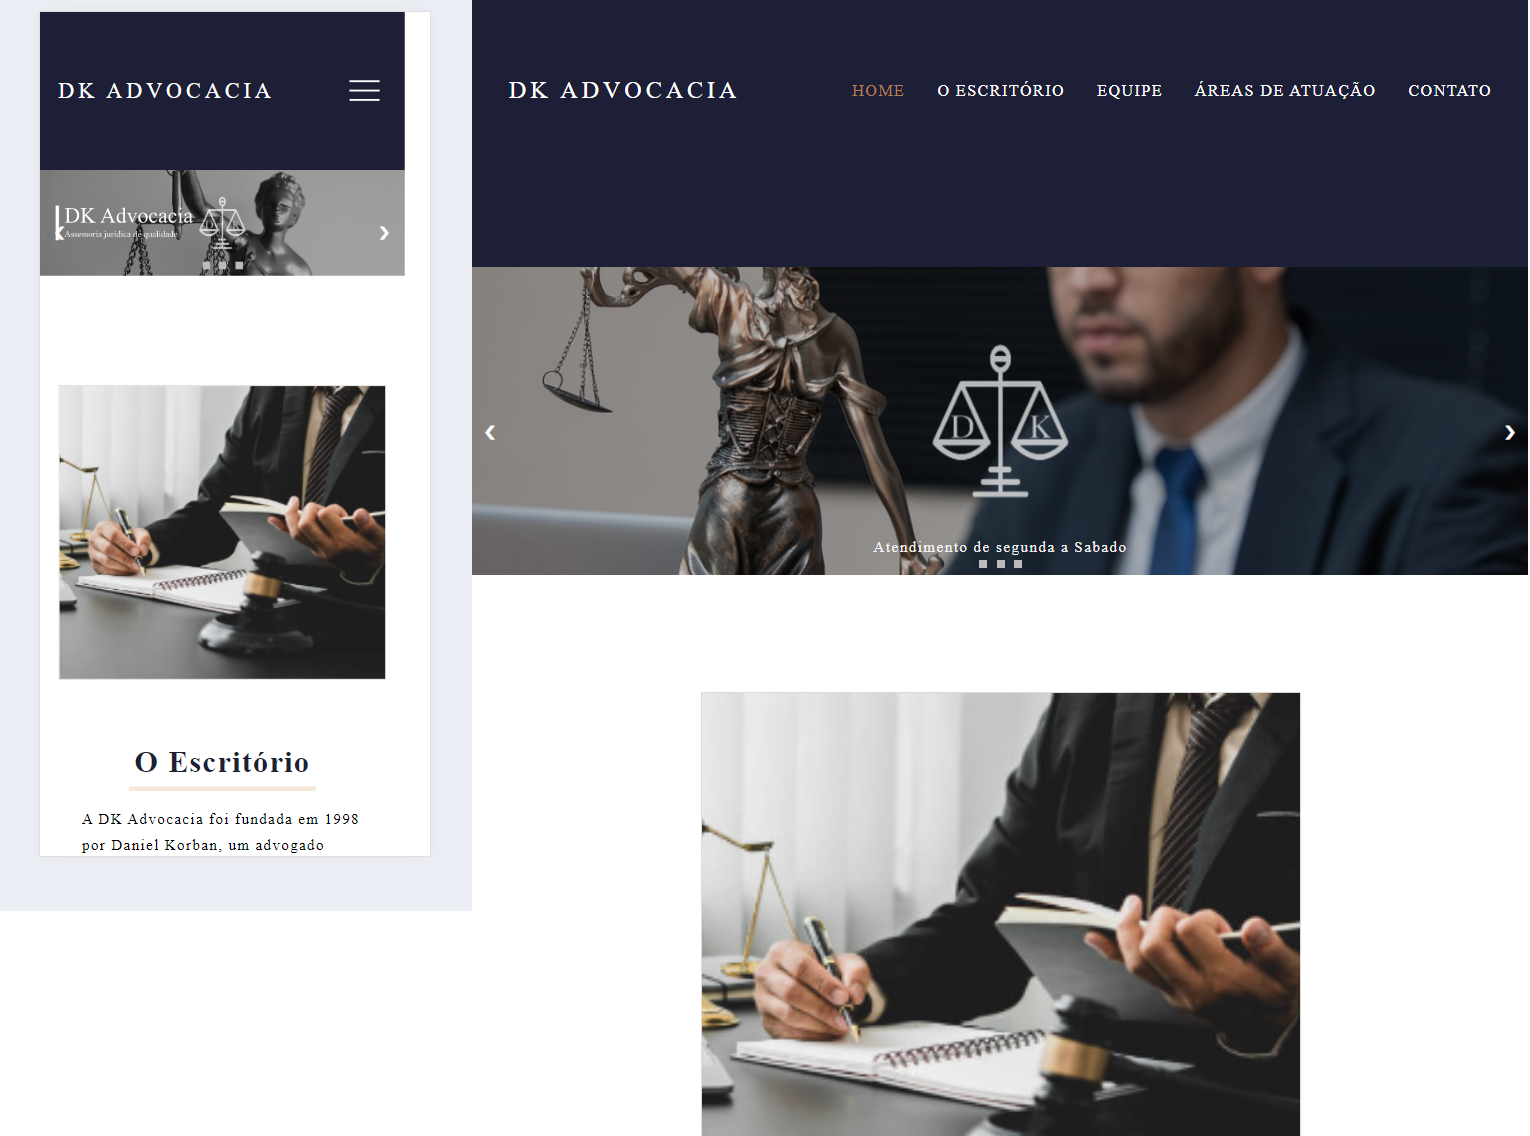 DK ADVOCACIA
DK Advocacia
Assessoria jurídica de qualidade
O Escritório
A DK Advocacia foi fundada em 1998
por Daniel Korban, um advogado
DK ADVOCACIA
HOME O ESCRITÓRIO EQUIPE ÁREAS DE ATUAÇÃO CONTATO
D K
Atendimento de segunda a Sabado